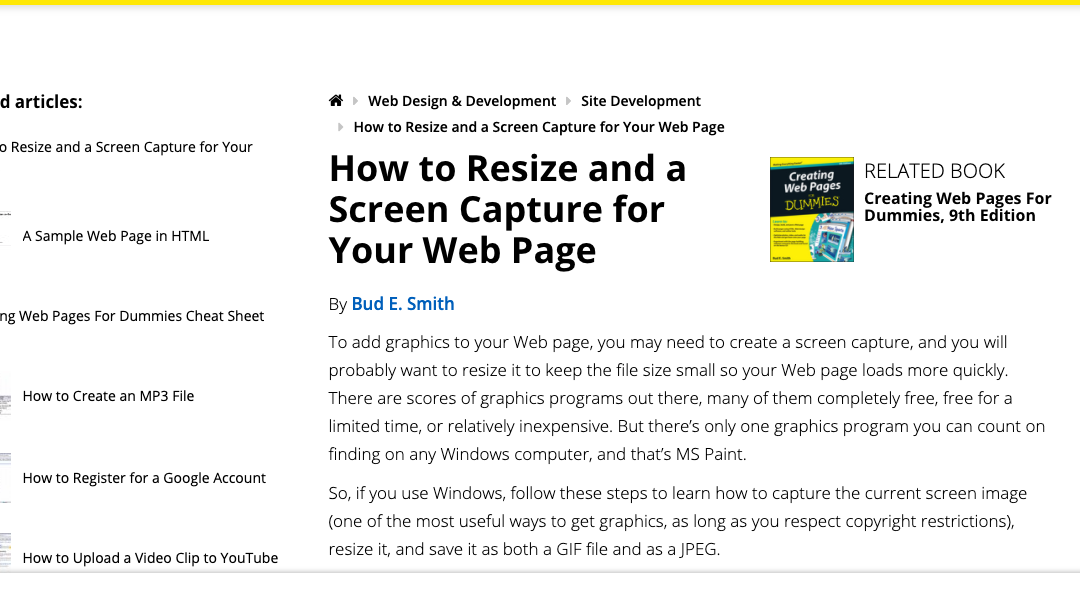 d articles:
o Resize and a Screen Capture for Your
A Sample Web Page in HTML
ng Web Pages For Dummies Cheat Sheet
How to Create an MP3 File
How to Register for a Google Account
How to Upload a Video Clip to YouTube
Web Design & Development Site Development
How to Resize and a Screen Capture for Your Web Page
How to Resize and a
Screen Capture for
Your Web Page
Creating
Web Pages
FOR
DUMMIES
RELATED BOOK
Creating Web Pages For
Dummies, 9th Edition
By Bud E. Smith
To add graphics to your Web page, you may need to create a screen capture, and you will
probably want to resize it to keep the file size small so your Web page loads more quickly.
There are scores of graphics programs out there, many of them completely free, free for a
limited time, or relatively inexpensive. But there’s only one graphics program you can count on
finding on any Windows computer, and that’s MS Paint.
So, if you use Windows, follow these steps to learn how to capture the current screen image
(one of the most useful ways to get graphics, as long as you respect copyright restrictions),
resize it, and save it as both a GIF file and as a JPEG.